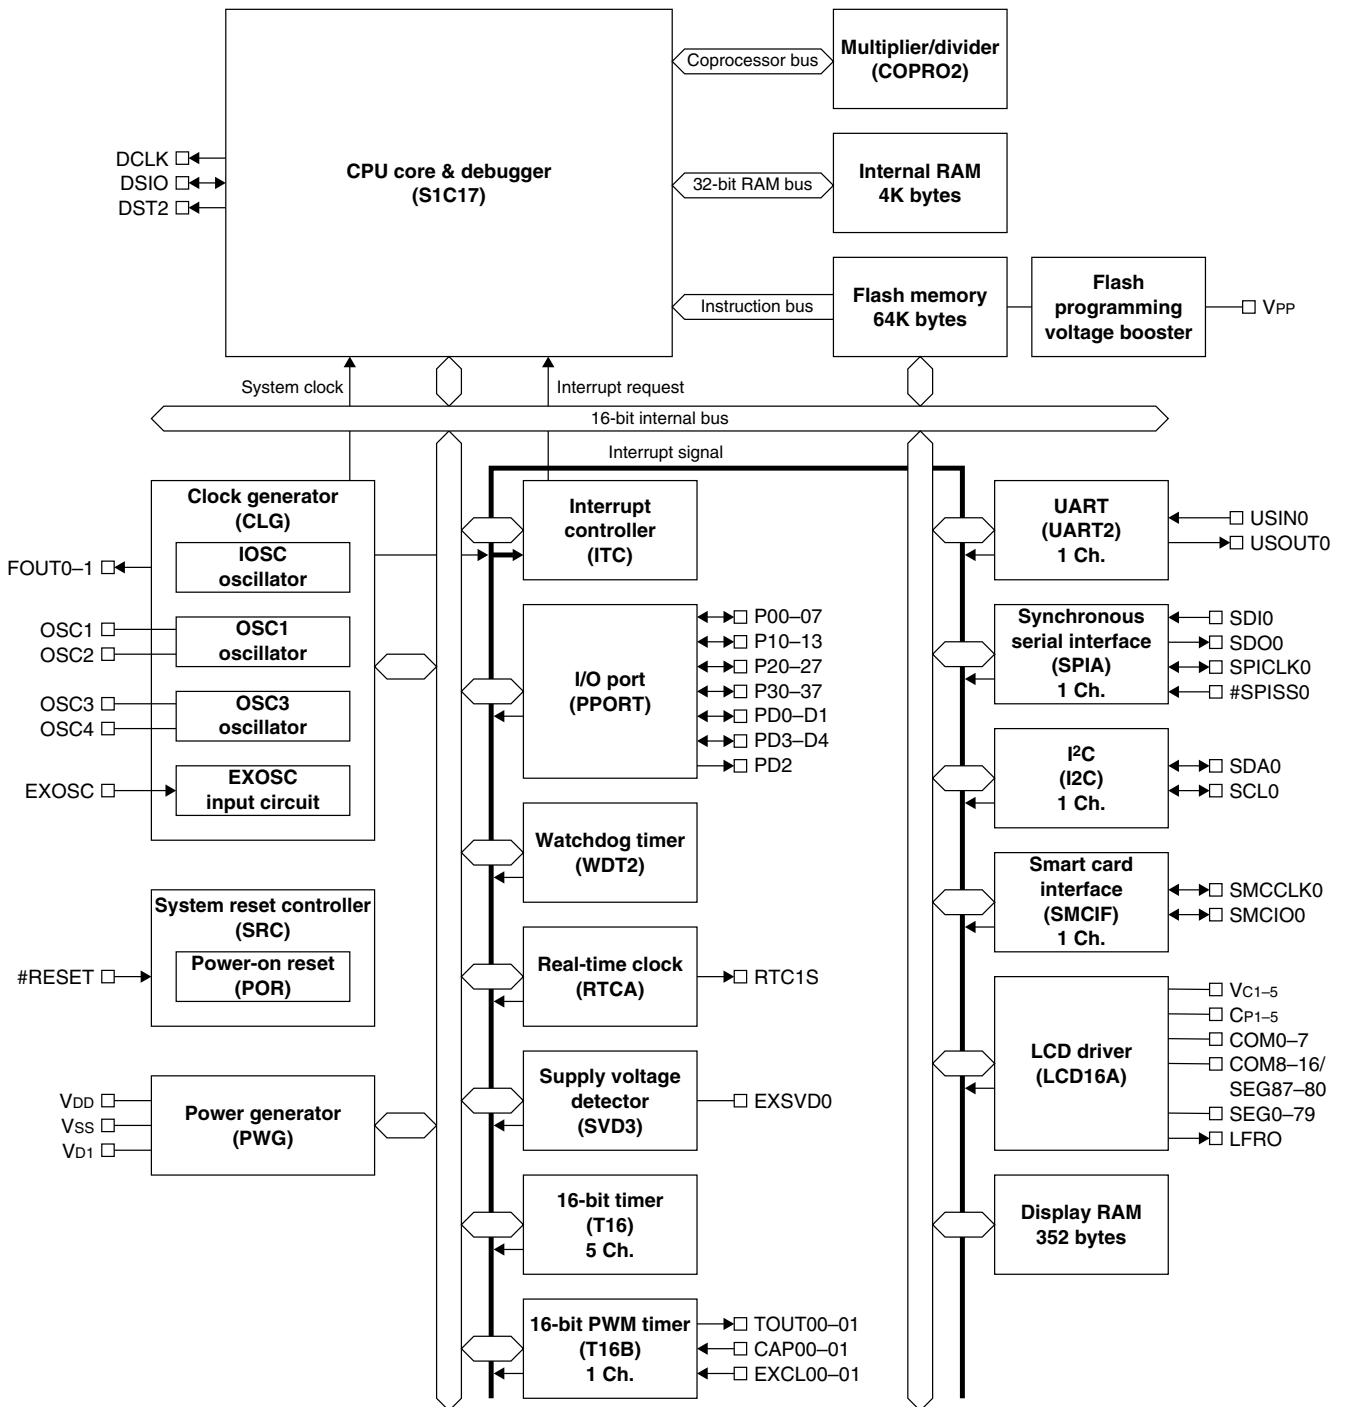 Multiplier/divider
(COPRO2)
Coprocessor bus
CPU core & debugger
(S1C17)
DCLK
DSIO
DST2
Internal RAM
4K bytes
32-bit RAM bus
Flash memory
64K bytes
Instruction bus
Flash
programming
voltage booster
VPP
System clock
Interrupt request
16-bit internal bus
Interrupt signal
Clock generator
(CLG)
IOSC
oscillator
FOUT0–1
OSC1
OSC2
OSC1
oscillator
OSC3
OSC4
OSC3
oscillator
EXOSC
EXOSC
input circuit
System reset controller
(SRC)
#RESET
Power-on reset
(POR)
VDD
VSS
VD1
Power generator
(PWG)
Interrupt
controller
(ITC)
I/O port
(PPORT)
P00–07
P10–13
P20–27
P30–37
PD0–D1
PD3–D4
PD2
Watchdog timer
(WDT2)
Real-time clock
(RTCA)
RTC1S
Supply voltage
detector
(SVD3)
EXSVD0
16-bit timer
(T16)
5 Ch.
16-bit PWM timer
(T16B)
1 Ch.
TOUT00–01
CAP00–01
EXCL00–01
UART
(UART2)
1 Ch.
USIN0
USOUT0
Synchronous
serial interface
(SPIA)
1 Ch.
SDI0
SDO0
SPICLK0
#SPISS0
I²C
(I2C)
1 Ch.
SDA0
SCL0
Smart card
interface
(SMCIF)
1 Ch.
SMCCLK0
SMCIO0
LCD driver
(LCD16A)
VC1–5
CP1–5
COM0–7
COM8–16/
SEG87–80
SEG0–79
LFRO
Display RAM
352 bytes